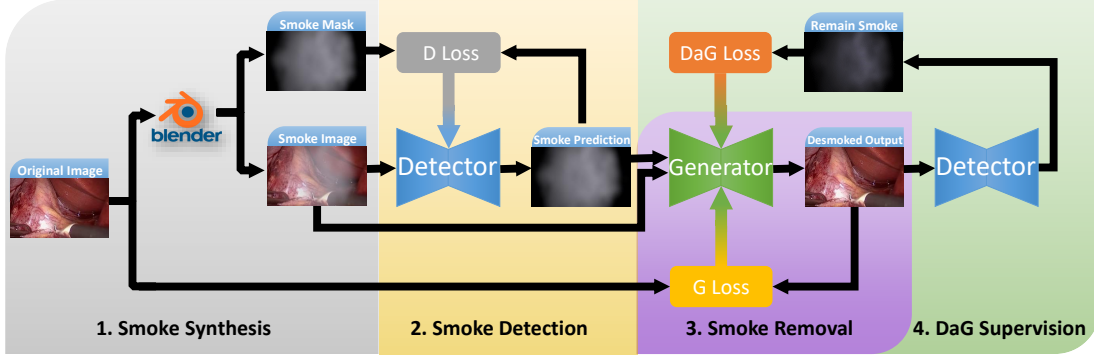 Smoke Mask
D Loss
DaG Loss
Remain Smoke
blender
Smoke Image
Detector
Smoke Prediction
Generator
Desmoked Output
Detector
Original Image
G Loss
1. Smoke Synthesis
2. Smoke Detection
3. Smoke Removal
4. DaG Supervision